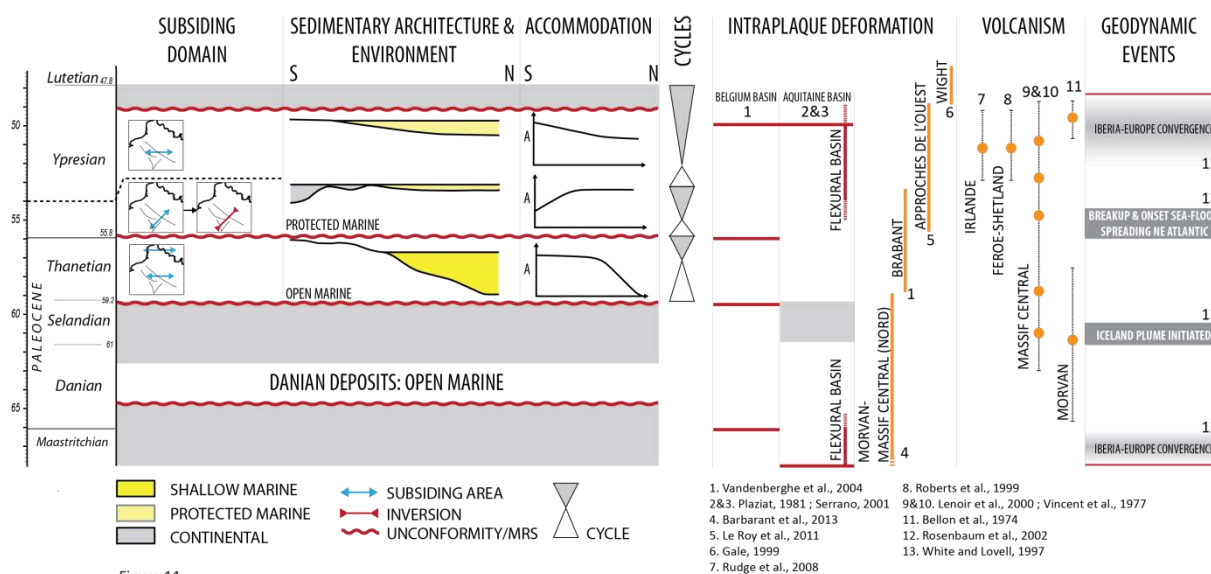 SUBSIDING DOMAIN
SEDIMENTARY ARCHITECTURE & ENVIRONMENT
S N
ACCOMMODATION
S N
CYCLES
INTRAPLAQUE DEFORMATION
VOLCANISM
GEODYNAMIC EVENTS
BELGIUM BASIN
1
AQUITAINE BASIN
2&3
Lutetian 47.8
50
Ypresian
55
55.8
PALEOCENE
Thanetian
59.2
60
Selandian
61
Danian
65
Maastritchian
PROTECTED MARINE
OPEN MARINE
DANIAN DEPOSITS: OPEN MARINE
A
A
A
FLEXURAL BASIN
FLEXURAL BASIN
MORVAN-
MASSIF CENTRAL (NORD)
4
BRABANT
1
APPROCHES DE L'OUEST
5
WIGHT
6
7
IRLANDE
8
FEROE-SHETLAND
9&10
MASSIF CENTRAL
11
MORVAN
IBERIA-EUROPE CONVERGENCE
BREAKUP & ONSET SEA-FLOO
SPREADING NE ATLANTIC
ICELAND PLUME INITIATED
IBERIA-EUROPE CONVERGENCE
SHALLOW MARINE
PROTECTED MARINE
CONTINENTAL
SUBSIDING AREA
INVERSION
UNCONFORMITY/MRS
CYCLE
1. Vandenberghe et al., 2004
2&3. Plaziat, 1981 ; Serrano, 2001
4. Barbarant et al., 2013
5. Le Roy et al., 2011
6. Gale, 1999
7. Rudge et al., 2008
8. Roberts et al., 1999
9&10. Lenoir et al., 2000 ; Vincent et al., 1977
11. Bellon et al., 1974
12. Rosenbaum et al., 2002
13. White and Lovell, 1997